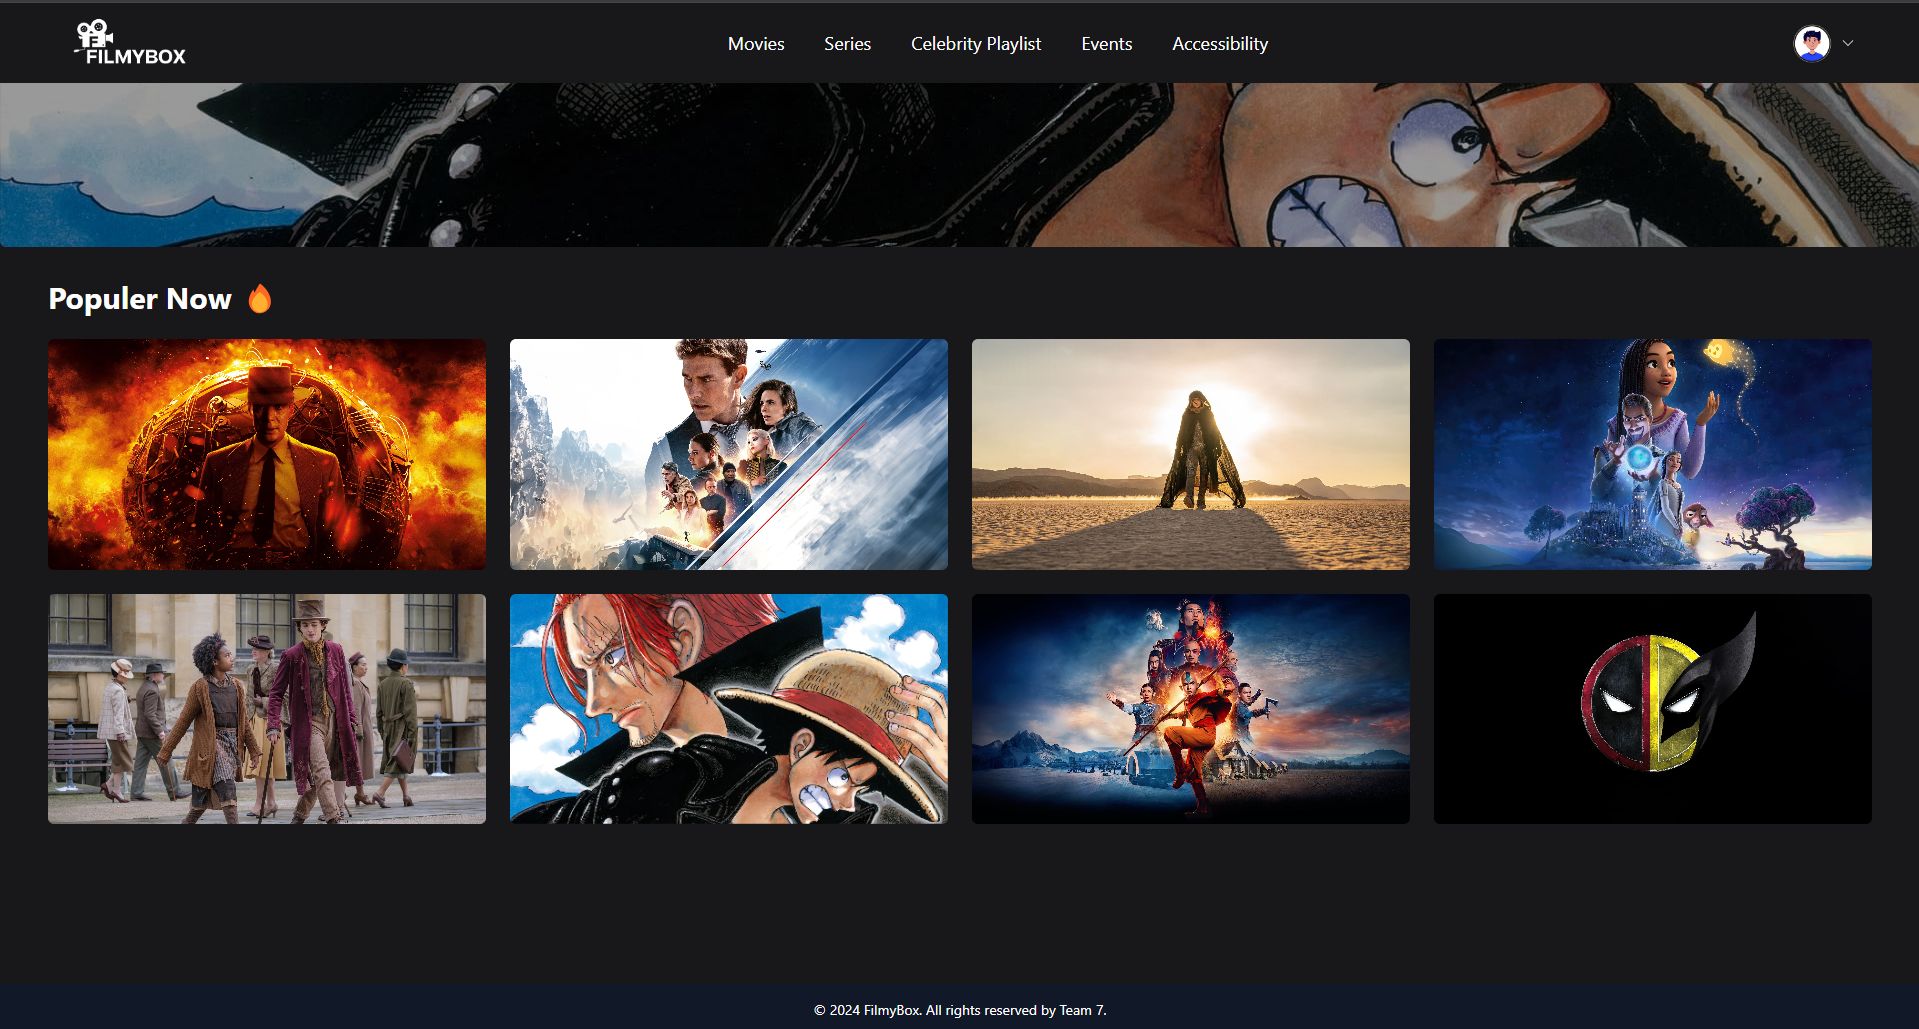 FILMYBOX
Movies Series Celebrity Playlist Events Accessibility
Populer Now
© 2024 FilmyBox. All rights reserved by Team 7.